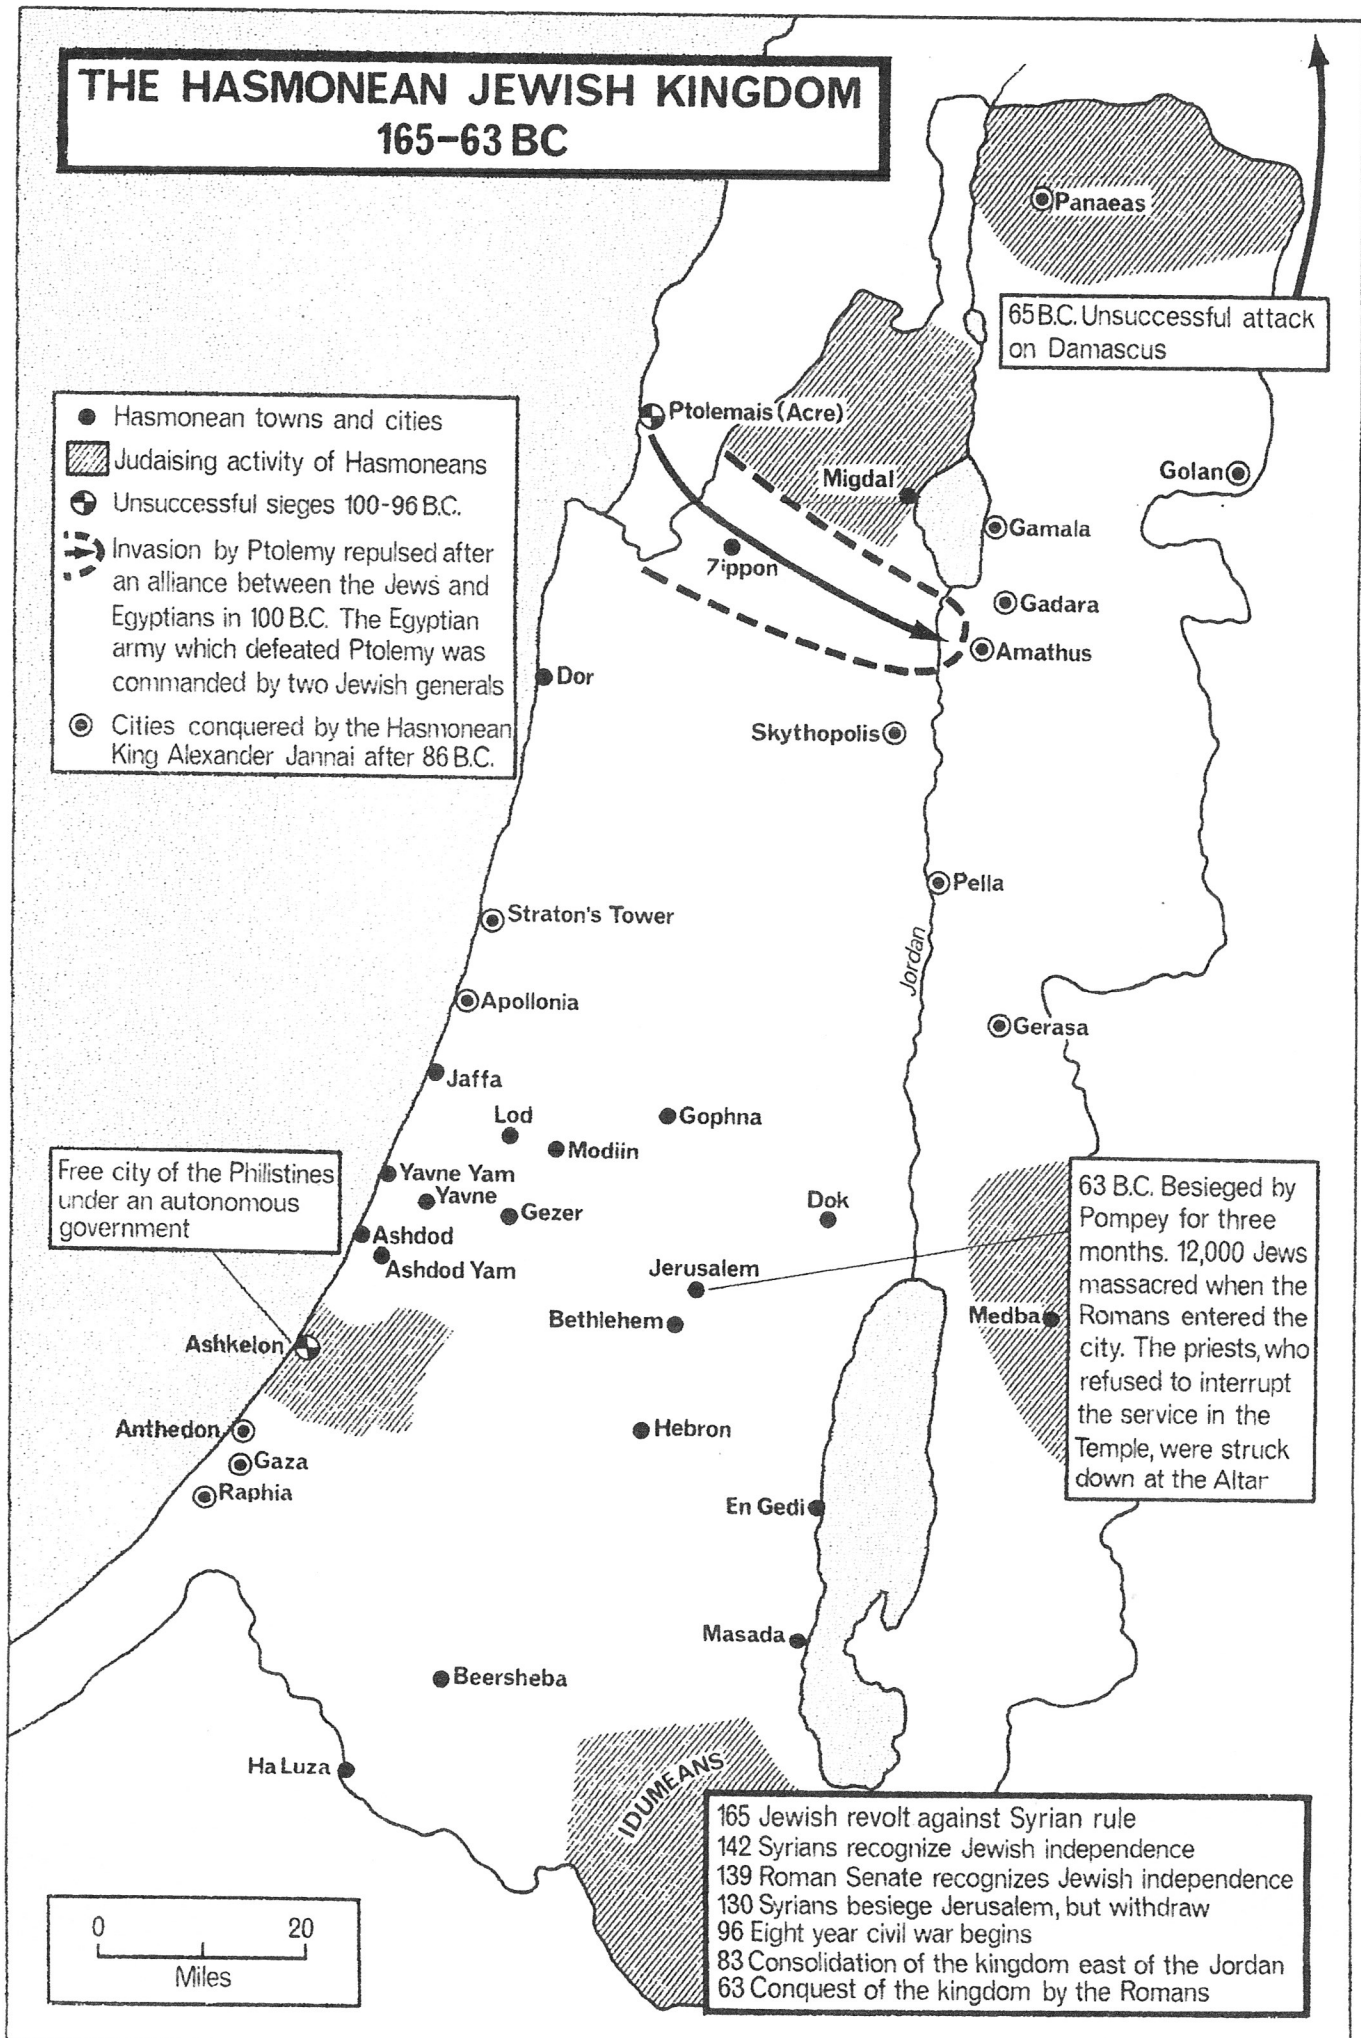 THE HASMONEAN JEWISH KINGDOM
165–63 BC
Panaeas
65 B.C. Unsuccessful attack
on Damascus
Hasmonean towns and cities
Judaising activity of Hasmoneans
Unsuccessful sieges 100-96 B.C.
Invasion by Ptolemy repulsed after
an alliance between the Jews and
Egyptians in 100 B.C. The Egyptian
army which defeated Ptolemy was
commanded by two Jewish generals
Cities conquered by the Hasmonean
King Alexander Jannai after 86 B.C.
Ptolemais (Acre)
Migdal
Golan
Gamala
7ippon
Gadara
Amathus
Dor
Skythopolis
Pella
Straton's Tower
Jordan
Apollonia
Gerasa
Jaffa
Lod
Gophna
Modiin
Free city of the Philistines
under an autonomous
government
Yavne Yam
Yavne
Gezer
Dok
Ashdod
Ashdod Yam
Jerusalem
Bethlehem
63 B.C. Besieged by
Pompey for three
months. 12,000 Jews
massacred when the
Romans entered the
city. The priests, who
refused to interrupt
the service in the
Temple, were struck
down at the Altar
Medba
Ashkelon
Anthedon
Gaza
Raphia
Hebron
En Gedi
Masada
Beersheba
Ha Luza
IDUMEANS
165 Jewish revolt against Syrian rule
142 Syrians recognize Jewish independence
139 Roman Senate recognizes Jewish independence
130 Syrians besiege Jerusalem, but withdraw
96 Eight year civil war begins
83 Consolidation of the kingdom east of the Jordan
63 Conquest of the kingdom by the Romans
0 20
Miles